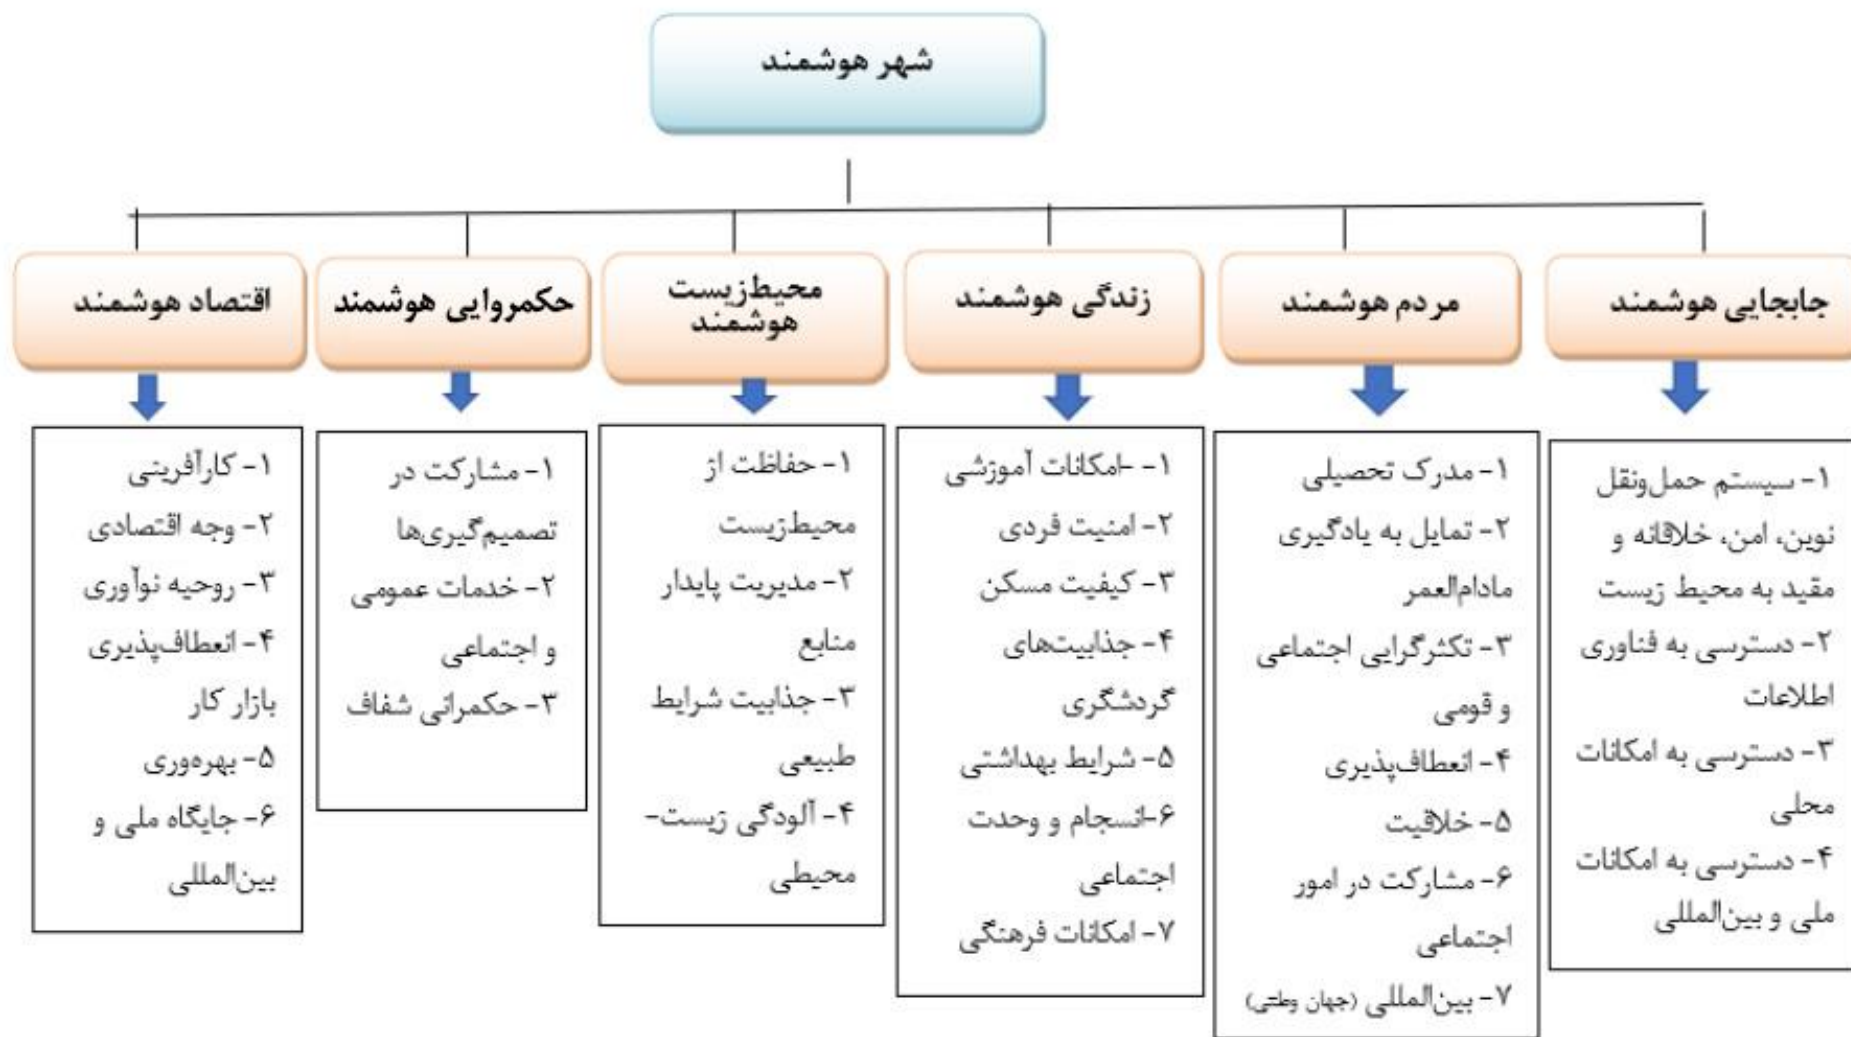 شهر هوشمند
جابجایی هوشمند
مردم هوشمند
زندگی هوشمند
محیط‌زیست
هوشمند
حکمروایی هوشمند
اقتصاد هوشمند
۱- سیستم حمل‌ونقل
نوین، امن، خلاقانه و
مقید به محیط زیست
۲- دسترسی به فناوری
اطلاعات
۳- دسترسی به امکانات
محلی
۴- دسترسی به امکانات
ملی و بین‌المللی
۱- مدرک تحصیلی
۲- تمایل به یادگیری
مادام‌العمر
۳- تکثرگرایی اجتماعی
و قومی
۴- انعطاف‌پذیری
۵- خلاقیت
۶- مشارکت در امور
اجتماعی
۷- بین‌المللی (جهان وطنی)
۱- -امکانات آموزشی
۲- امنیت فردی
۳- کیفیت مسکن
۴- جذابیت‌های
گردشگری
۵- شرایط بهداشتی
۶-انسجام و وحدت
اجتماعی
۷- امکانات فرهنگی
۱- حفاظت از
محیط‌زیست
۲- مدیریت پایدار
منابع
۳- جذابیت شرایط
طبیعی
۴- آلودگی زیست-
محیطی
۱- مشارکت در
تصمیم‌گیری‌ها
۲- خدمات عمومی
و اجتماعی
۳- حکمرانی شفاف
۱- کارآفرینی
۲- وجه اقتصادی
۳- روحیه نوآوری
۴- انعطاف‌پذیری
بازار کار
۵- بهره‌وری
۶- جایگاه ملی و
بین‌المللی